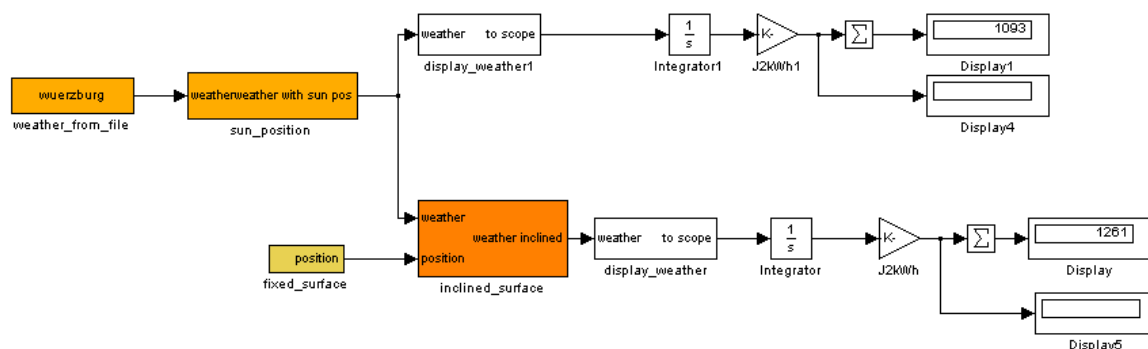 weather to scope
display_weather1
1
s
Integrator1
K-
J2kWh1
Σ
1093
Display1
Display4
wuerzburg
weather_from_file
weatherweather with sun pos
sun_position
weather
position
weather inclined
inclined_surface
position
fixed_surface
weather to scope
display_weather
1
s
Integrator
K-
J2kWh
Σ
1261
Display
Display5